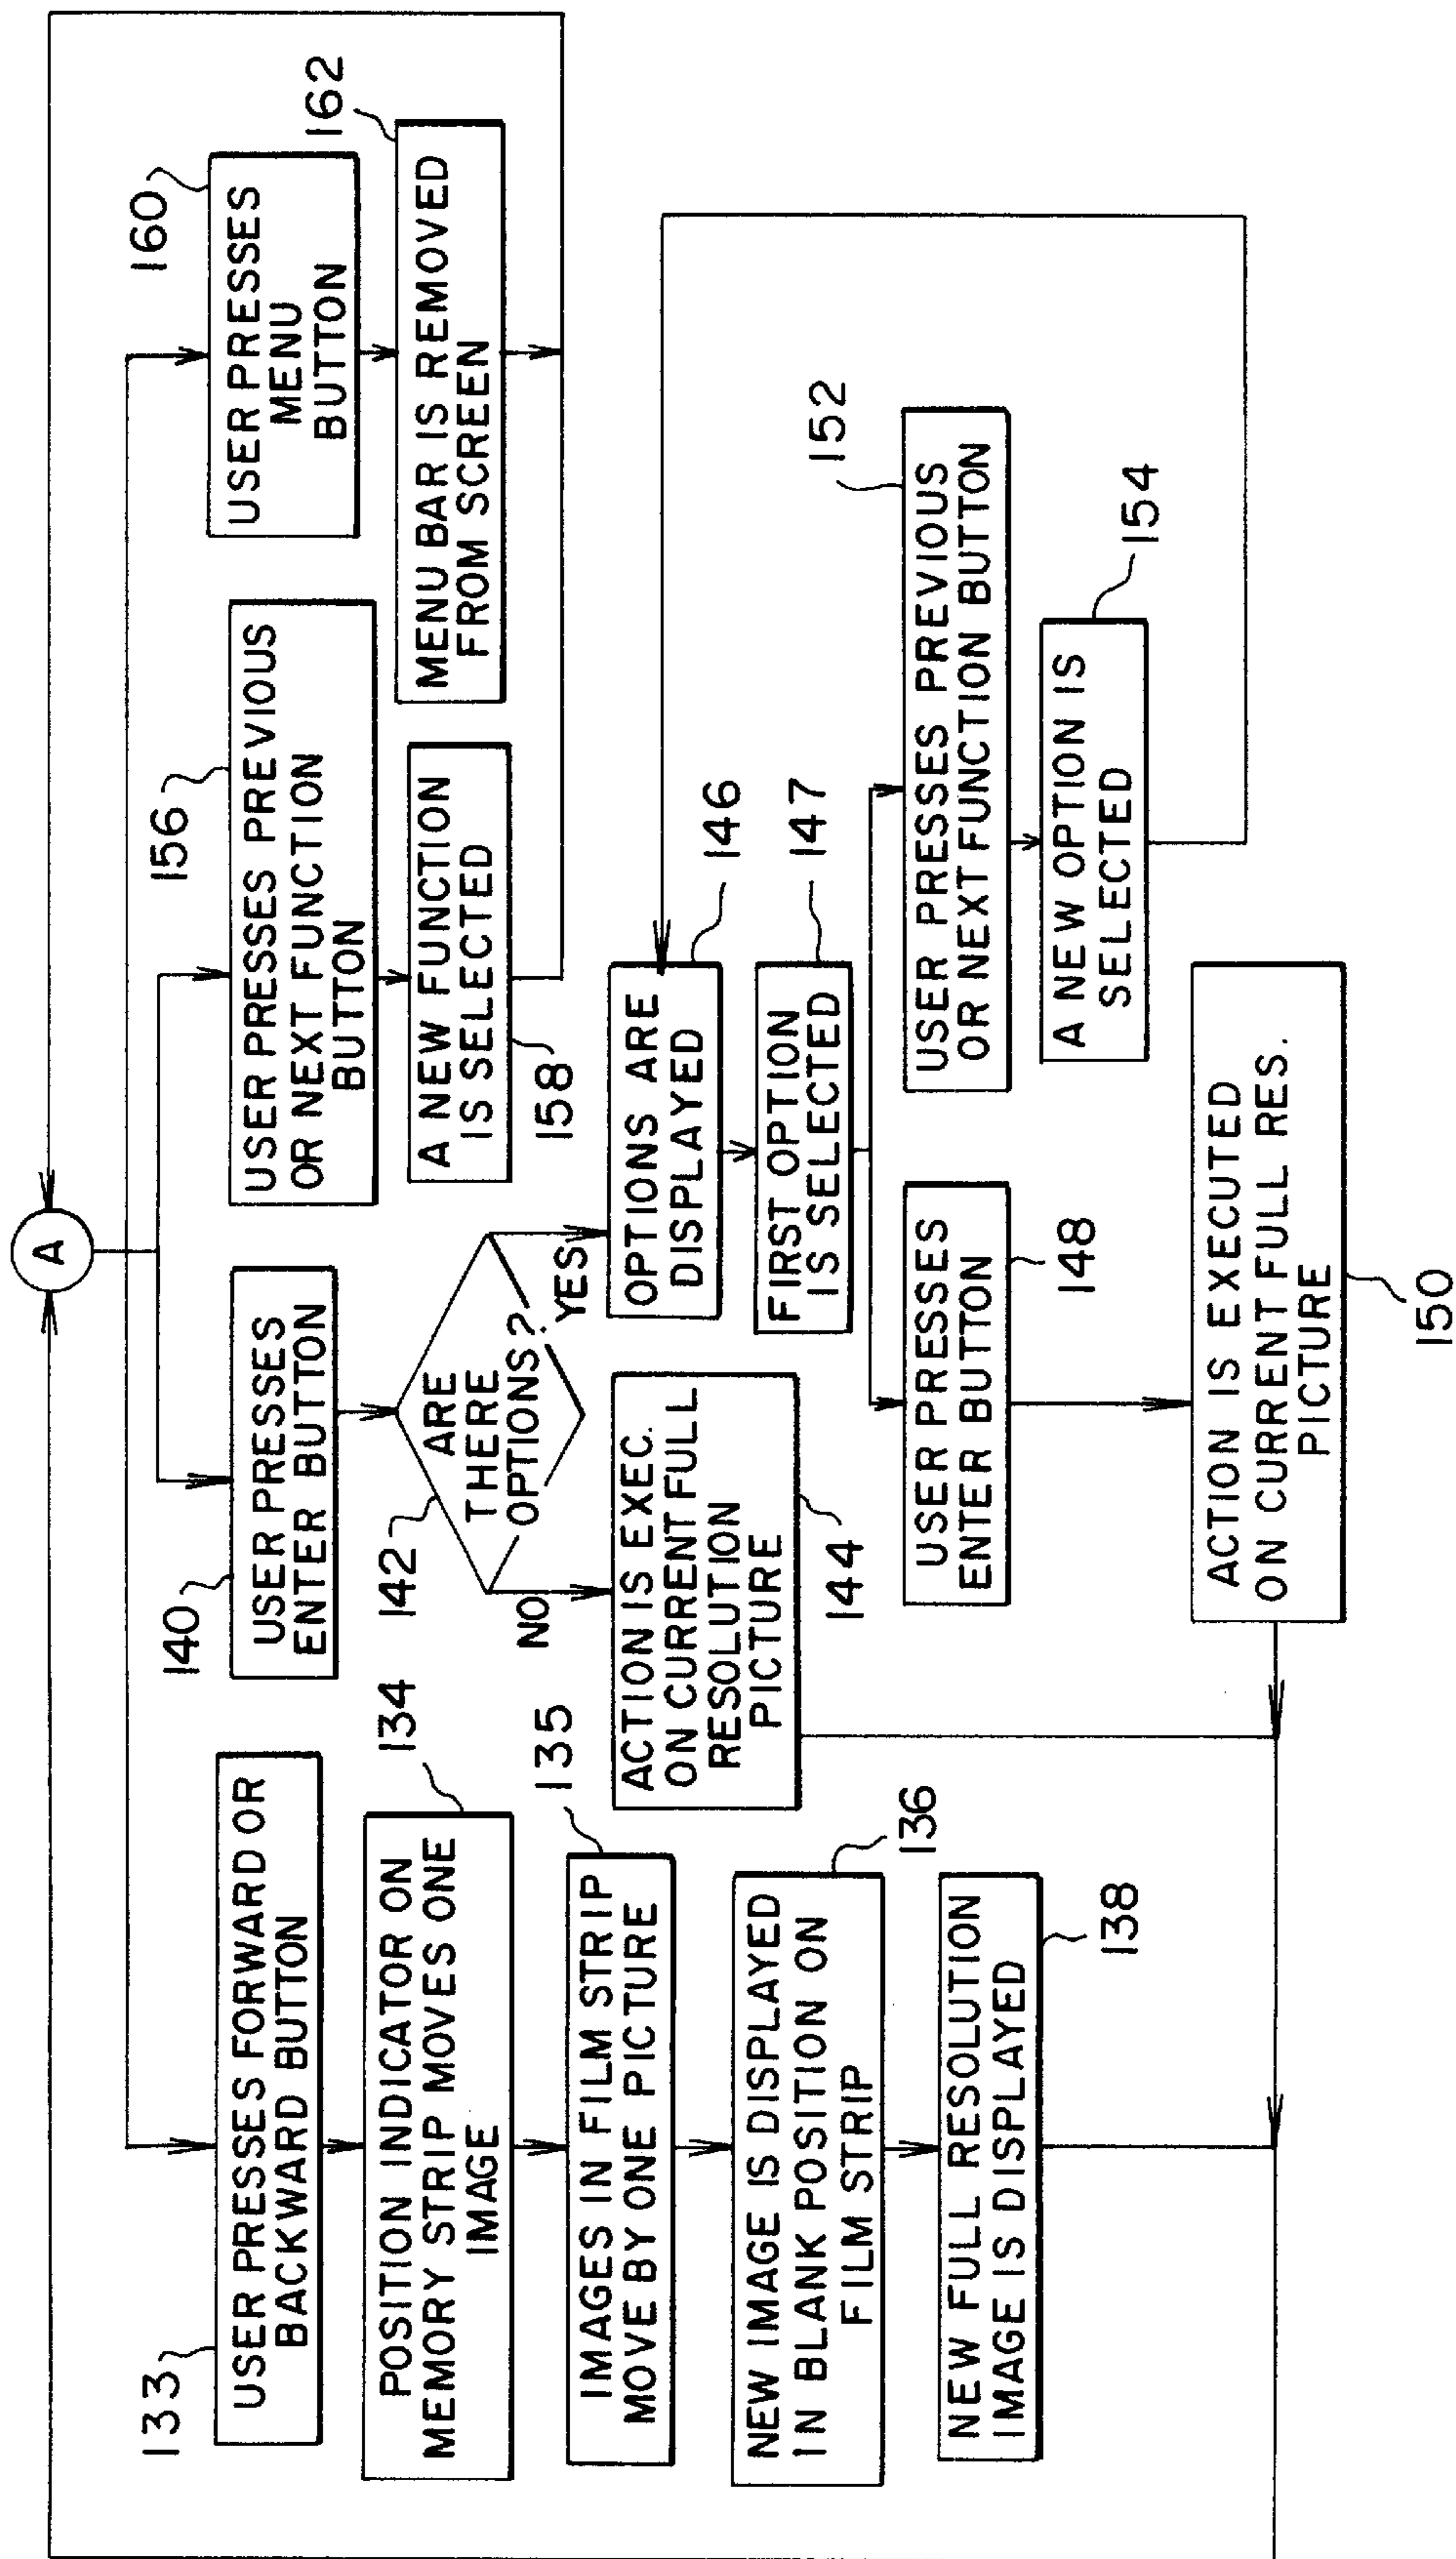 A
133
USER PRESSES FORWARD OR
BACKWARD BUTTON
134
POSITION INDICATOR ON
MEMORY STRIP MOVES ONE
IMAGE
135
IMAGES IN FILM STRIP
MOVE BY ONE PICTURE
136
NEW IMAGE IS DISPLAYED
IN BLANK POSITION ON
FILM STRIP
138
NEW FULL RESOLUTION
IMAGE IS DISPLAYED
140
USER PRESSES
ENTER BUTTON
142
ARE
THERE
OPTIONS?
NO
YES
144
ACTION IS EXEC.
ON CURRENT FULL
RESOLUTION
PICTURE
146
OPTIONS ARE
DISPLAYED
147
FIRST OPTION
IS SELECTED
148
USER PRESSES
ENTER BUTTON
150
ACTION IS EXECUTED
ON CURRENT FULL RES.
PICTURE
152
USER PRESSES PREVIOUS
OR NEXT FUNCTION BUTTON
154
A NEW OPTION IS
SELECTED
156
USER PRESSES PREVIOUS
OR NEXT FUNCTION
BUTTON
158
A NEW FUNCTION
IS SELECTED
160
USER PRESSES
MENU
BUTTON
162
MENU BAR IS REMOVED
FROM SCREEN